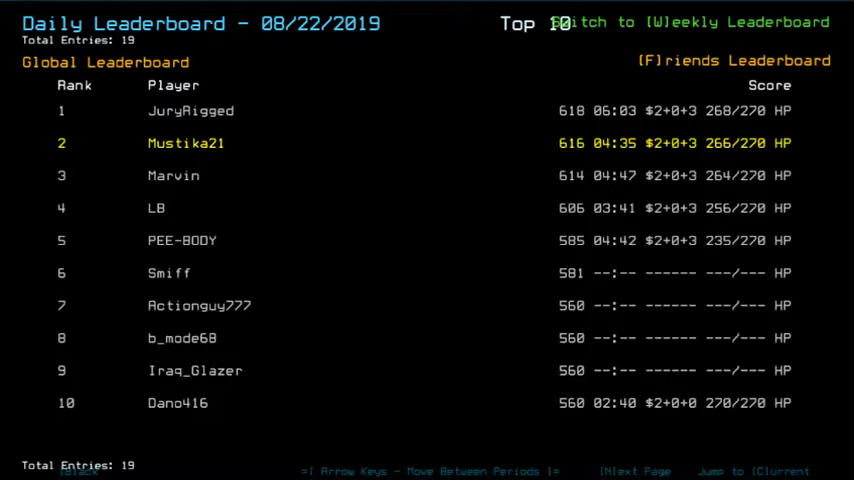 Daily Leaderboard - 08/22/2019 Top 10 Switch to [W]eekly Leaderboard
Total Entries: 19
Global Leaderboard [F]riends Leaderboard
Rank Player Score
1 JuryRigged 618 06:03 $2+0+3 268/270 HP
2 Mustika21 616 04:35 $2+0+3 266/270 HP
3 Marvin 614 04:47 $2+0+3 264/270 HP
4 LB 606 03:41 $2+0+3 256/270 HP
5 PEE-BODY 585 04:42 $2+0+3 235/270 HP
6 Smiff 581 --:-- ------ ---/--- HP
7 Actionguy777 560 --:-- ------ ---/--- HP
8 b_mode68 560 --:-- ------ ---/--- HP
9 Iraq_Glazer 560 --:-- ------ ---/--- HP
10 Dano416 560 02:40 $2+0+0 270/270 HP
Total Entries: 19
[B]ack =[ Arrow Keys - Move Between Periods ]= [N]ext Page Jump to [C]urrent